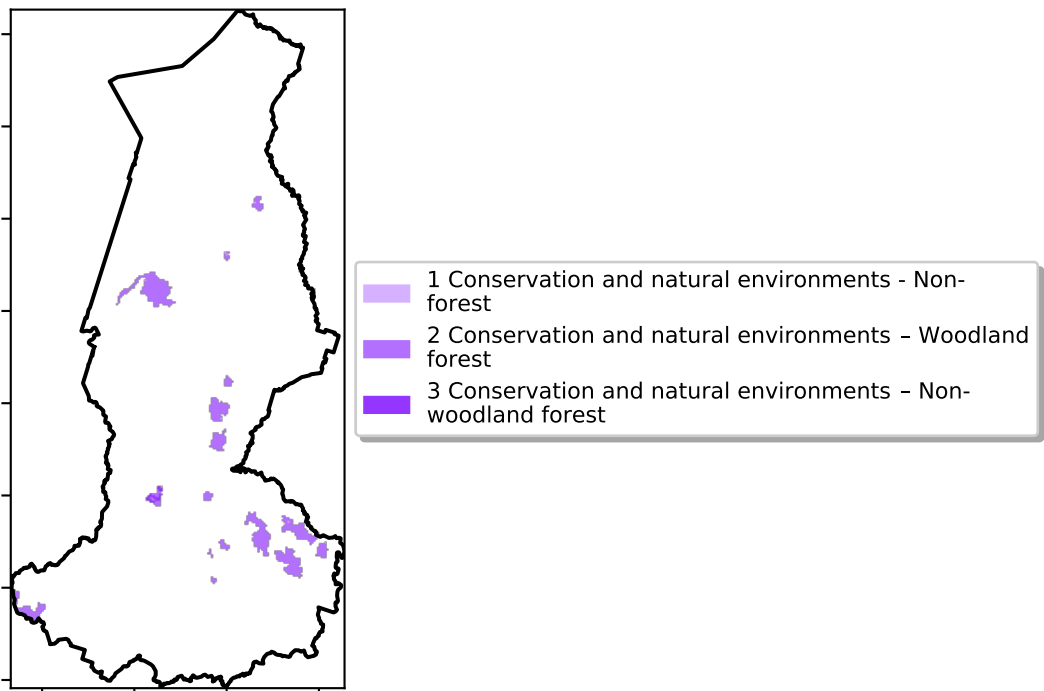 1 Conservation and natural environments - Non-
forest
2 Conservation and natural environments – Woodland
forest
3 Conservation and natural environments – Non-
woodland forest